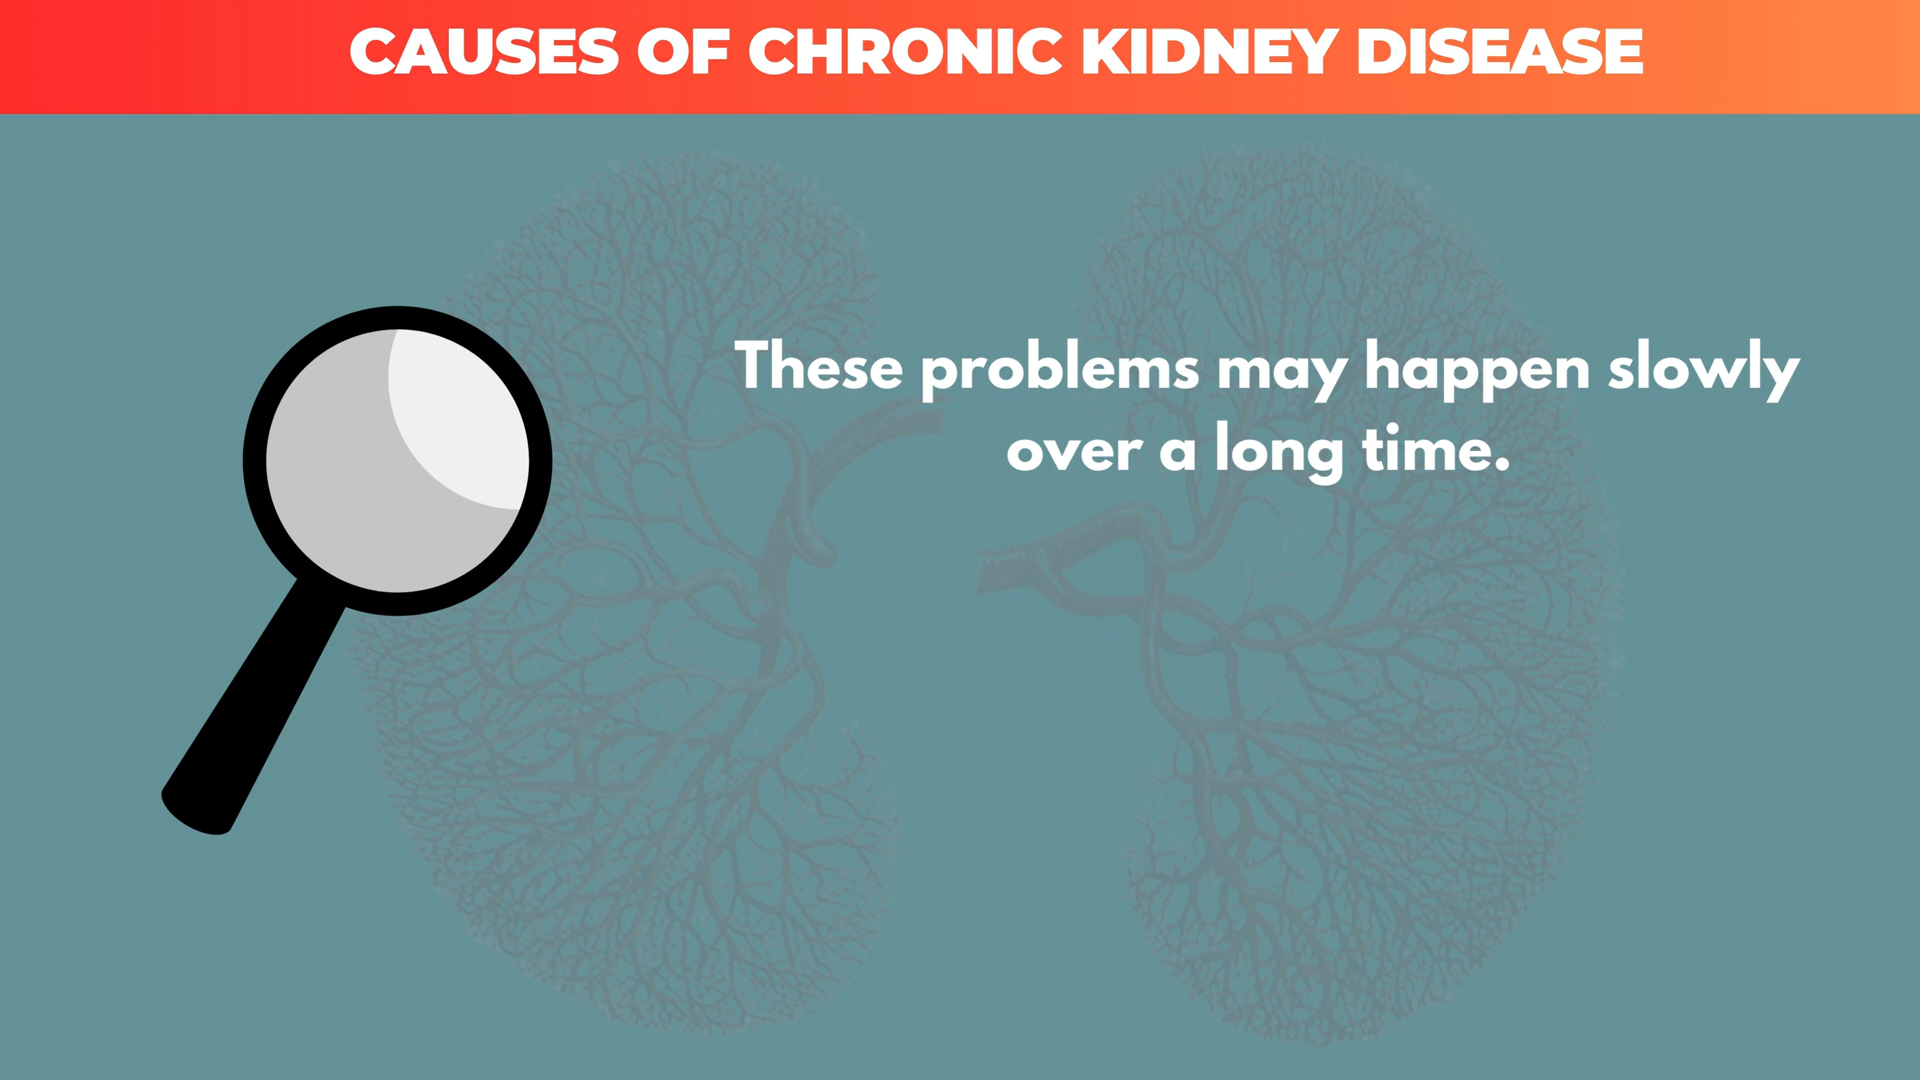 CAUSES OF CHRONIC KIDNEY DISEASE
These problems may happen slowly
over a long time.